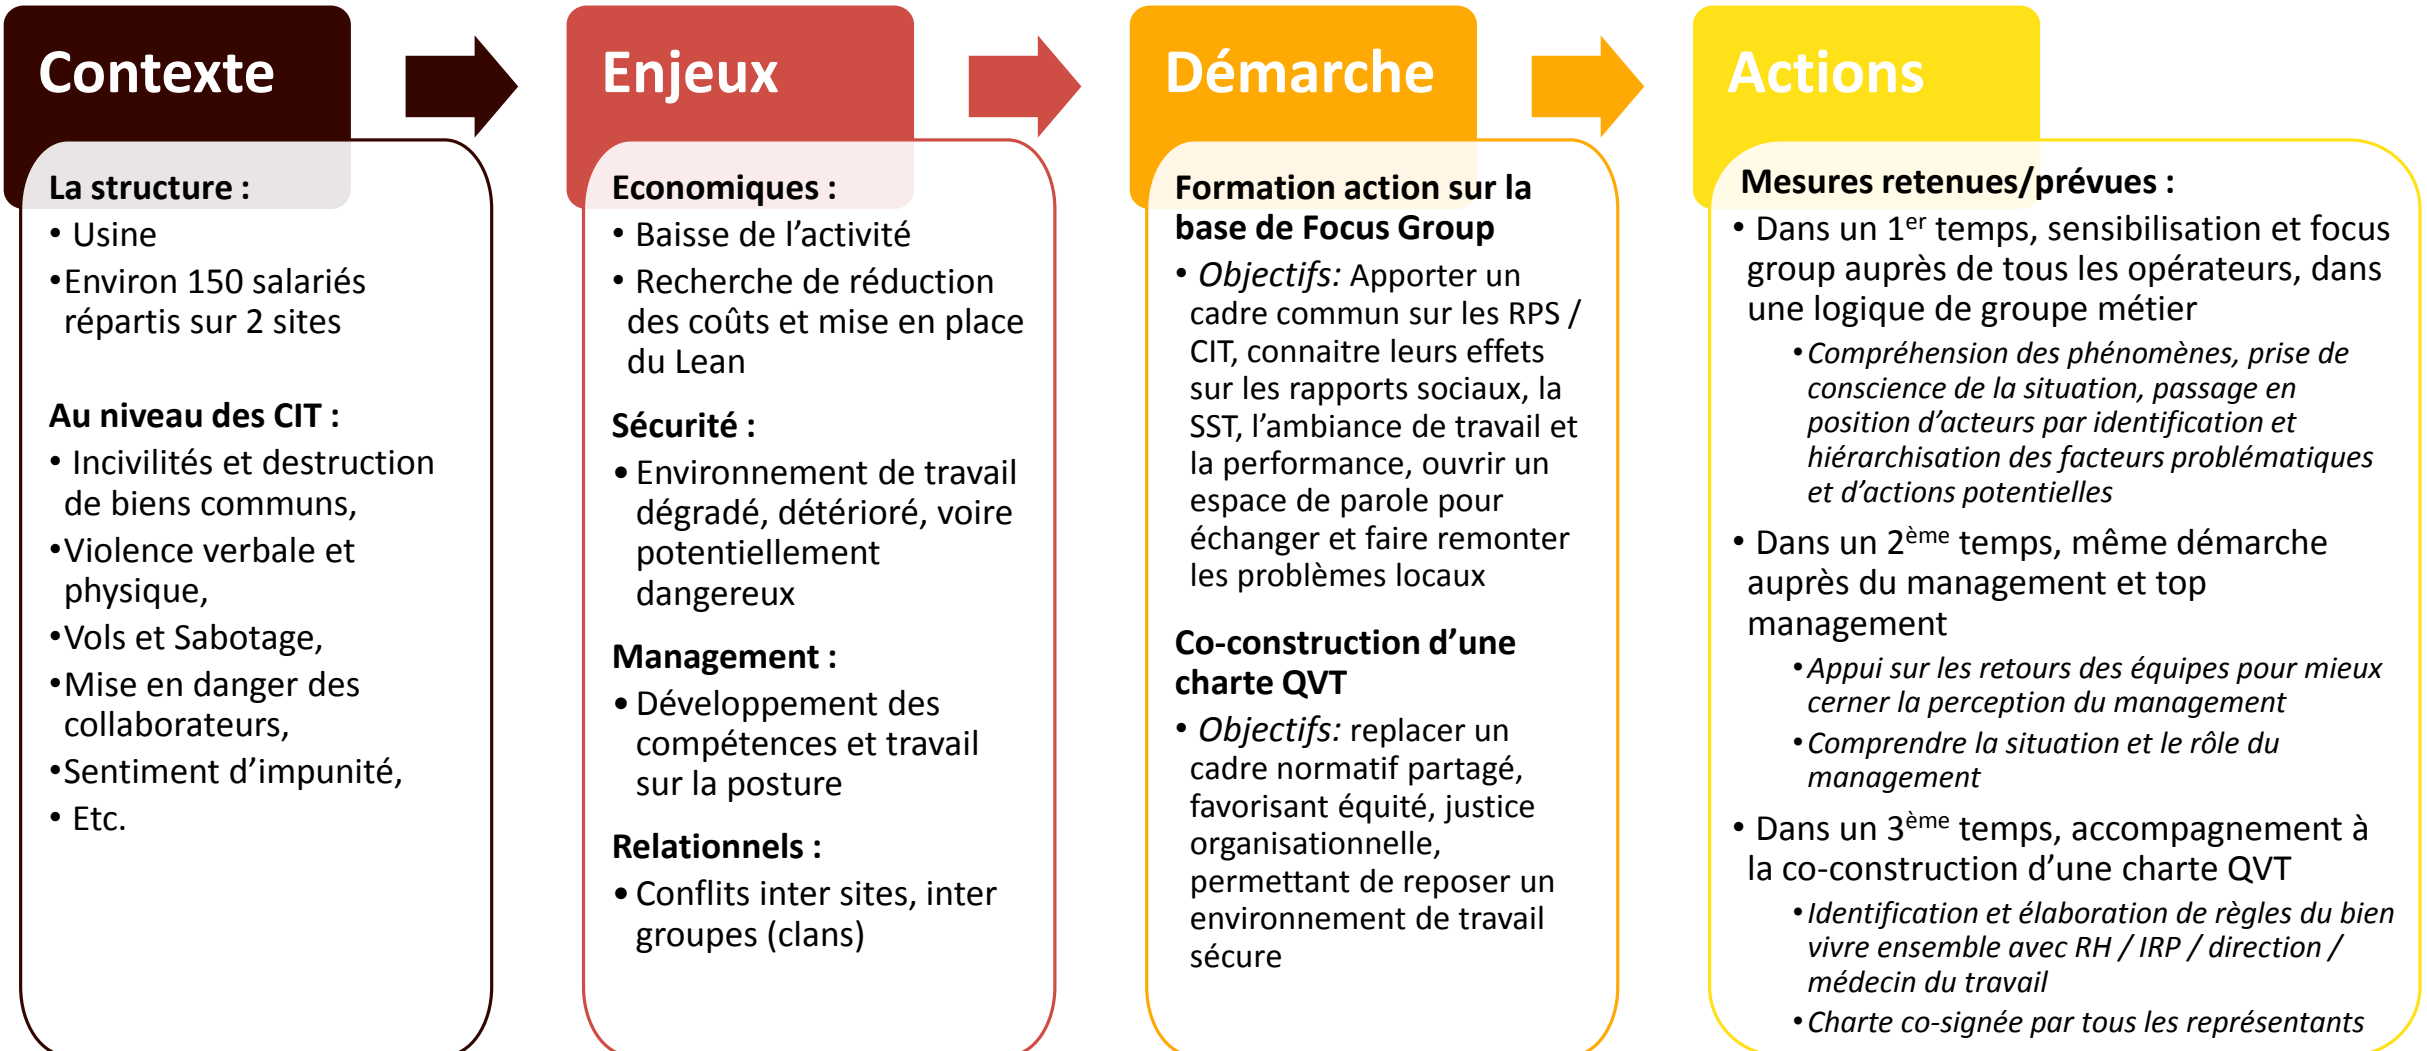 Contexte
La structure :
• Usine
•Environ 150 salariés
répartis sur 2 sites
Au niveau des CIT :
• Incivilités et destruction
de biens communs,
•Violence verbale et
physique,
•Vols et Sabotage,
•Mise en danger des
collaborateurs,
•Sentiment d’impunité,
• Etc.
Enjeux
Economiques :
• Baisse de l’activité
• Recherche de réduction
des coûts et mise en place
du Lean
Sécurité :
• Environnement de travail
dégradé, détérioré, voire
potentiellement
dangereux
Management :
• Développement des
compétences et travail
sur la posture
Relationnels :
• Conflits inter sites, inter
groupes (clans)
Démarche
Formation action sur la
base de Focus Group
• Objectifs: Apporter un
cadre commun sur les RPS /
CIT, connaitre leurs effets
sur les rapports sociaux, la
SST, l’ambiance de travail et
la performance, ouvrir un
espace de parole pour
échanger et faire remonter
les problèmes locaux
Co-construction d’une
charte QVT
• Objectifs: replacer un
cadre normatif partagé,
favorisant équité, justice
organisationnelle,
permettant de reposer un
environnement de travail
sécure
Actions
Mesures retenues/prévues :
• Dans un 1er temps, sensibilisation et focus
group auprès de tous les opérateurs, dans
une logique de groupe métier
•Compréhension des phénomènes, prise de
conscience de la situation, passage en
position d’acteurs par identification et
hiérarchisation des facteurs problématiques
et d’actions potentielles
• Dans un 2ème temps, même démarche
auprès du management et top
management
•Appui sur les retours des équipes pour mieux
cerner la perception du management
•Comprendre la situation et le rôle du
management
• Dans un 3ème temps, accompagnement à
la co-construction d’une charte QVT
•Identification et élaboration de règles du bien
vivre ensemble avec RH / IRP / direction /
médecin du travail
•Charte co-signée par tous les représentants